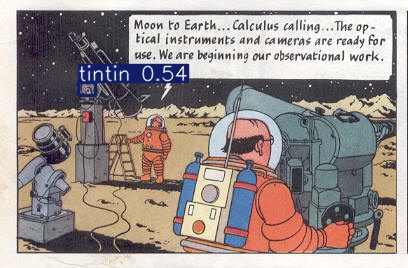 Moon to Earth...Calculus calling...The op-
tical instruments and cameras are ready for
use. We are beginning our observational work.
tintin 0.54